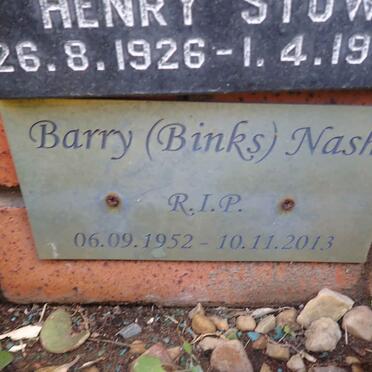 HENRY STOW
26.8.1926-1.4.19
Barry (Binks) Nash
R.I.P.
06.09.1952 - 10.11.2013